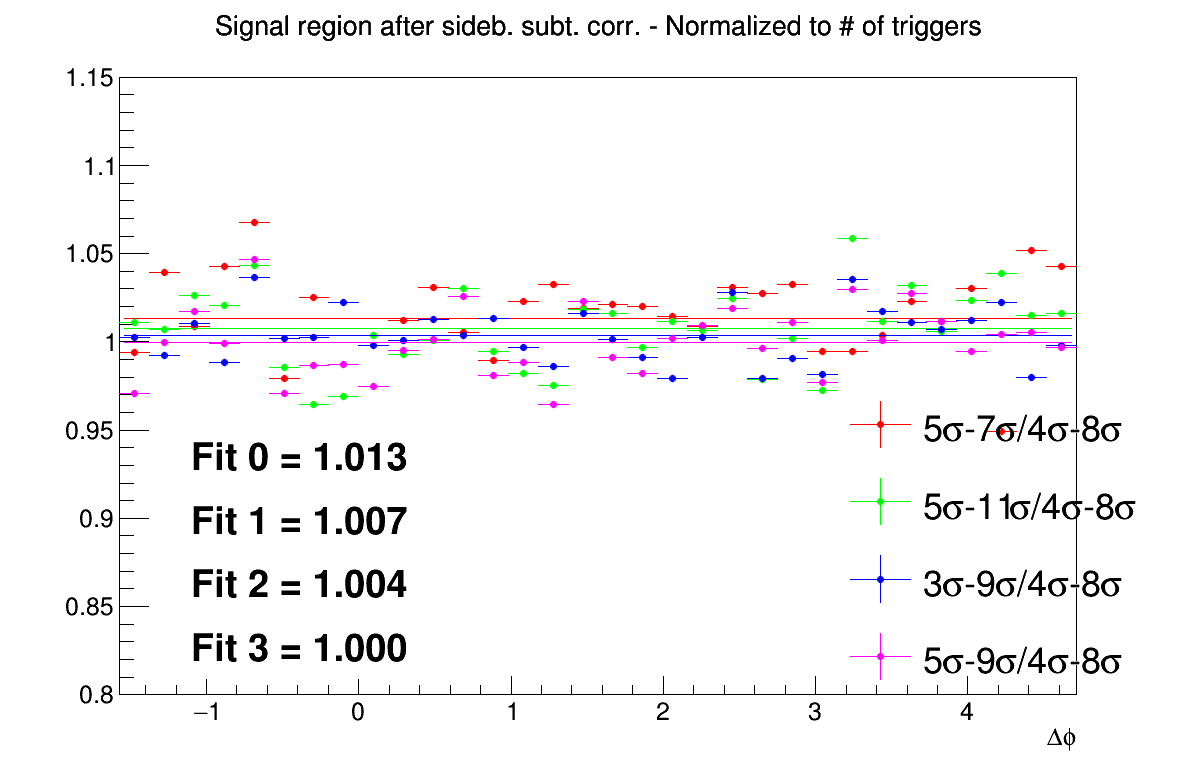 Signal region after sideb. subt. corr. - Normalized to # of triggers
1.15
1.1
1.05
1
0.95
0.9
0.85
0.8
Fit 0 = 1.013
Fit 1 = 1.007
Fit 2 = 1.004
Fit 3 = 1.000
5σ-7σ/4σ-8σ
5σ-11σ/4σ-8σ
3σ-9σ/4σ-8σ
5σ-9σ/4σ-8σ
−1 0 1 2 3 4
Δϕ